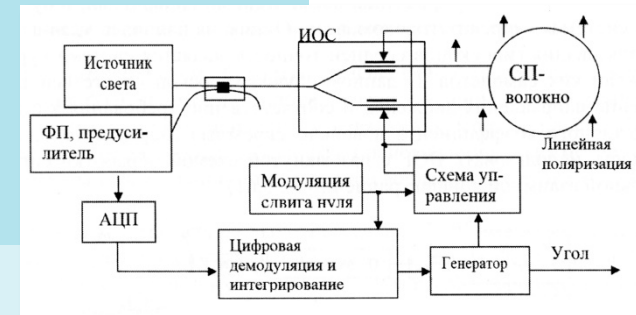 ИОС
Источник
света
СП-
волокно
ФП, предуси-
литель
Линейная
поляризация
Модуляция
сдвига нуля
Схема уп-
равления
АЦП
Цифровая
демодуляция и
интегрирование
Генератор
Угол